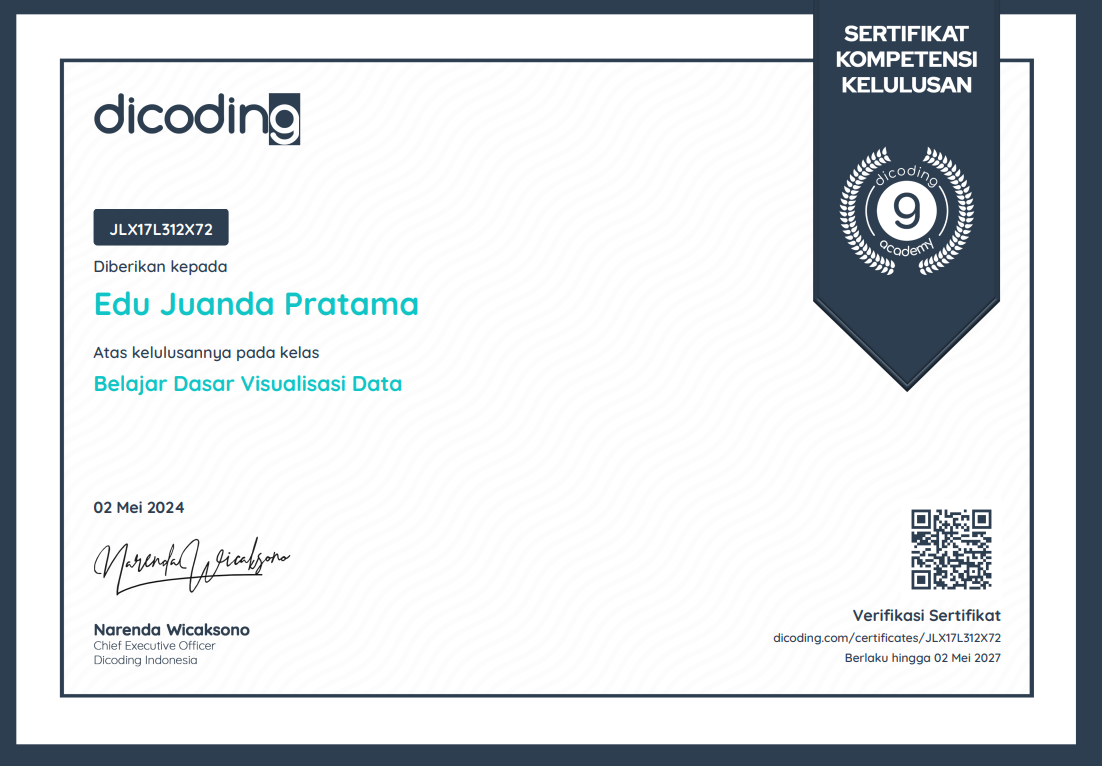 SERTIFIKAT
KOMPETENSI
KELULUSAN
dicoding
dicoding
g
academy
JLX17L312X72
Diberikan kepada
Edu Juanda Pratama
Atas kelulusannya pada kelas
Belajar Dasar Visualisasi Data
02 Mei 2024
Narenda Wicaksono
Narenda Wicaksono
Chief Executive Officer
Dicoding Indonesia
Verifikasi Sertifikat
dicoding.com/certificates/JLX17L312X72
Berlaku hingga 02 Mei 2027